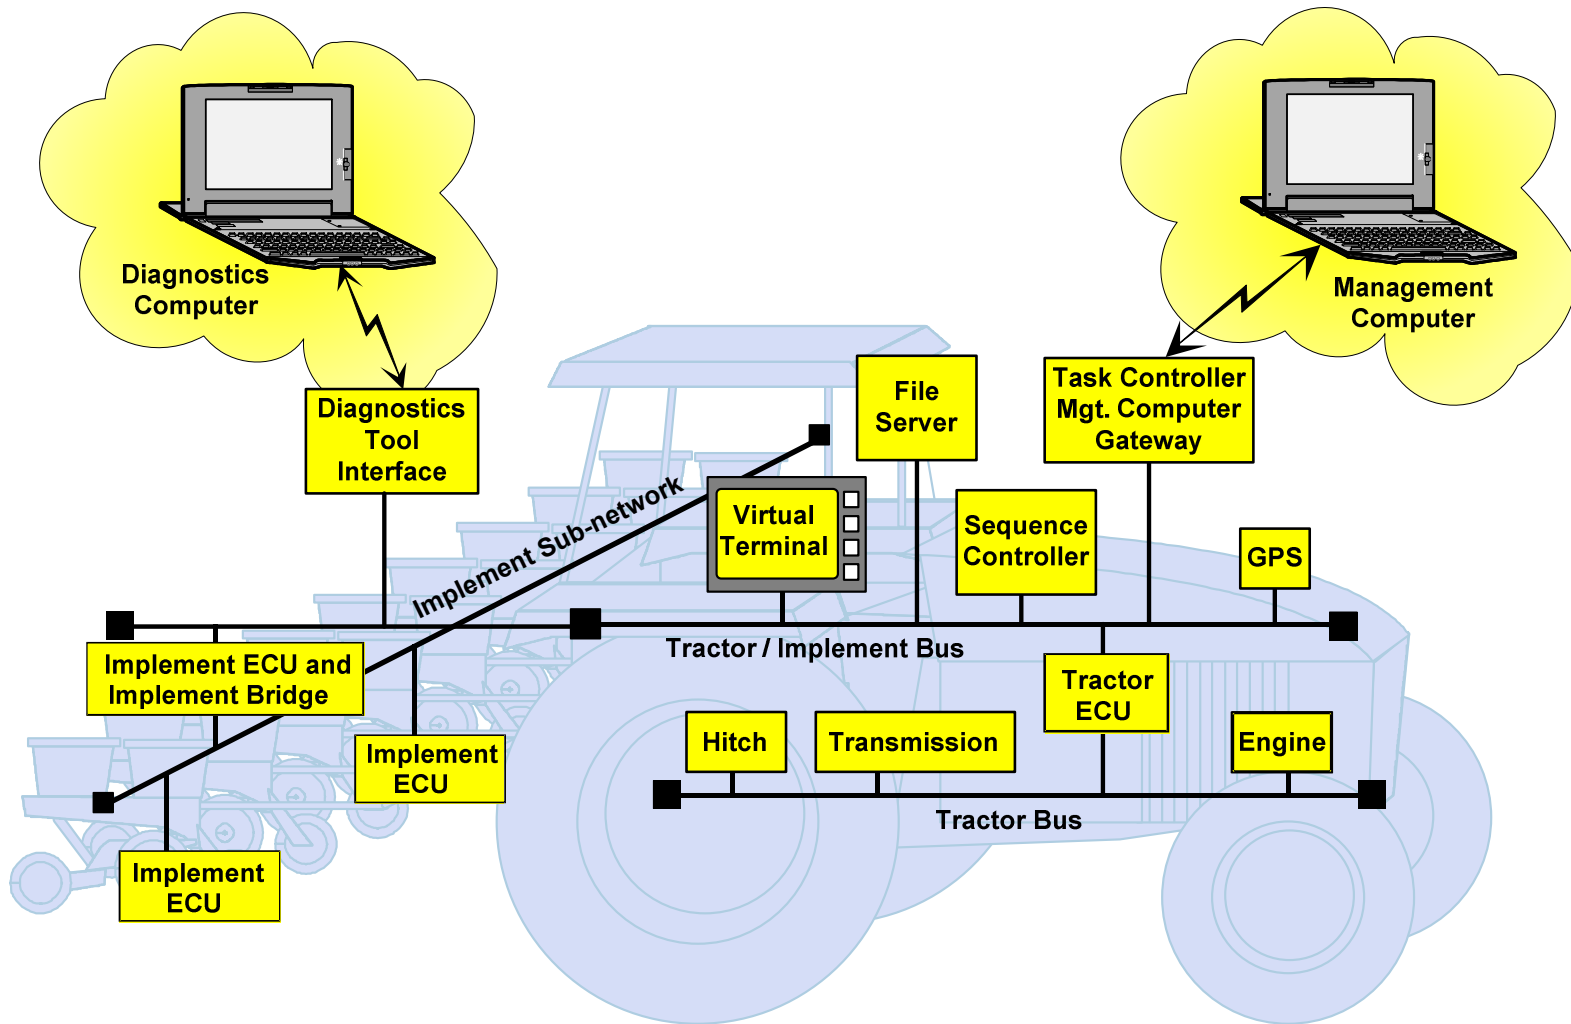 Diagnostics
Computer
Management
Computer
Diagnostics
Tool
Interface
File
Server
Task Controller
Mgt. Computer
Gateway
Implement Sub-network
Virtual
Terminal
Sequence
Controller
GPS
Tractor / Implement Bus
Implement ECU and
Implement Bridge
Tractor
ECU
Hitch
Transmission
Engine
Implement
ECU
Tractor Bus
Implement
ECU